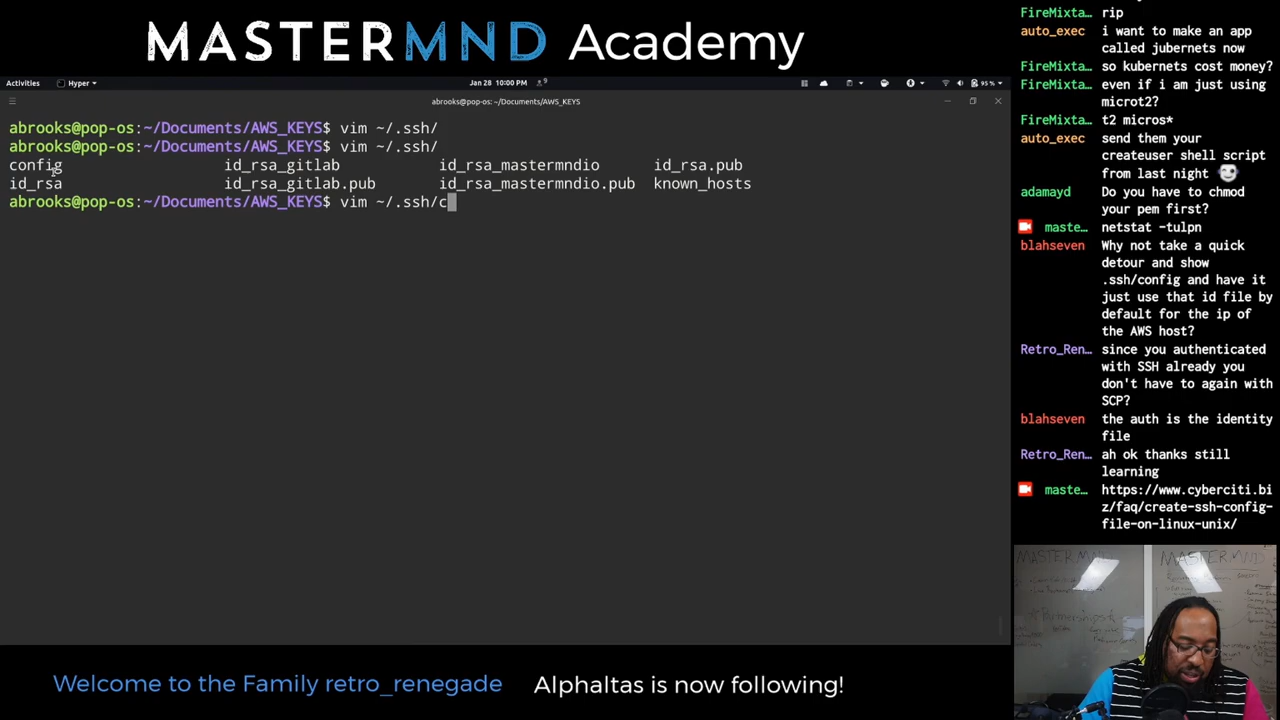 MASTERMND Academy
Activities
Hyper
Jan 28 10:00 PM
9
95 %
abrooks@pop-os: ~/Documents/AWS_KEYS
abrooks@pop-os:~/Documents/AWS_KEYS$ vim ~/.ssh/
abrooks@pop-os:~/Documents/AWS_KEYS$ vim ~/.ssh/
config id_rsa_gitlab id_rsa_mastermndio id_rsa.pub
id_rsa id_rsa_gitlab.pub id_rsa_mastermndio.pub known_hosts
abrooks@pop-os:~/Documents/AWS_KEYS$ vim ~/.ssh/c
FireMixta… rip
auto_exec i want to make an app
called jubernets now
FireMixta… so kubernets cost money?
FireMixta… even if i am just using
microt2?
FireMixta… t2 micros*
auto_exec send them your
createuser shell script
from last night
adamayd Do you have to chmod
your pem first?
maste… netstat -tulpn
blahseven Why not take a quick
detour and show
.ssh/config and have it
just use that id file by
default for the ip of
the AWS host?
Retro_Ren… since you authenticated
with SSH already you
don't have to again with
SCP?
blahseven the auth is the identity
file
Retro_Ren… ah ok thanks still
learning
maste… https://www.cyberciti.bi
z/faq/create-ssh-config-
file-on-linux-unix/
MASTERMND
MASTERMND
Welcome to the Family retro_renegade
Alphaltas is now following!